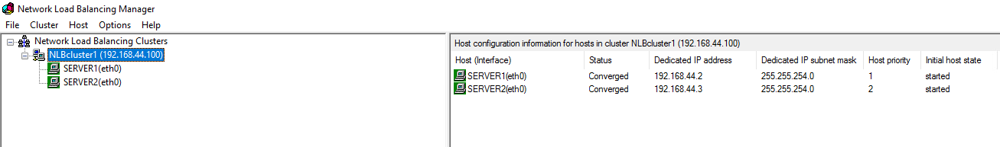 Network Load Balancing Manager
File Cluster Host Options Help
Network Load Balancing Clusters
NLBcluster1 (192.168.44.100)
SERVER1(eth0)
SERVER2(eth0)
Host configuration information for hosts in cluster NLBcluster1 (192.168.44.100)
Host (Interface) Status Dedicated IP address Dedicated IP subnet mask Host priority Initial host state
SERVER1(eth0) Converged 192.168.44.2 255.255.254.0 1 started
SERVER2(eth0) Converged 192.168.44.3 255.255.254.0 2 started